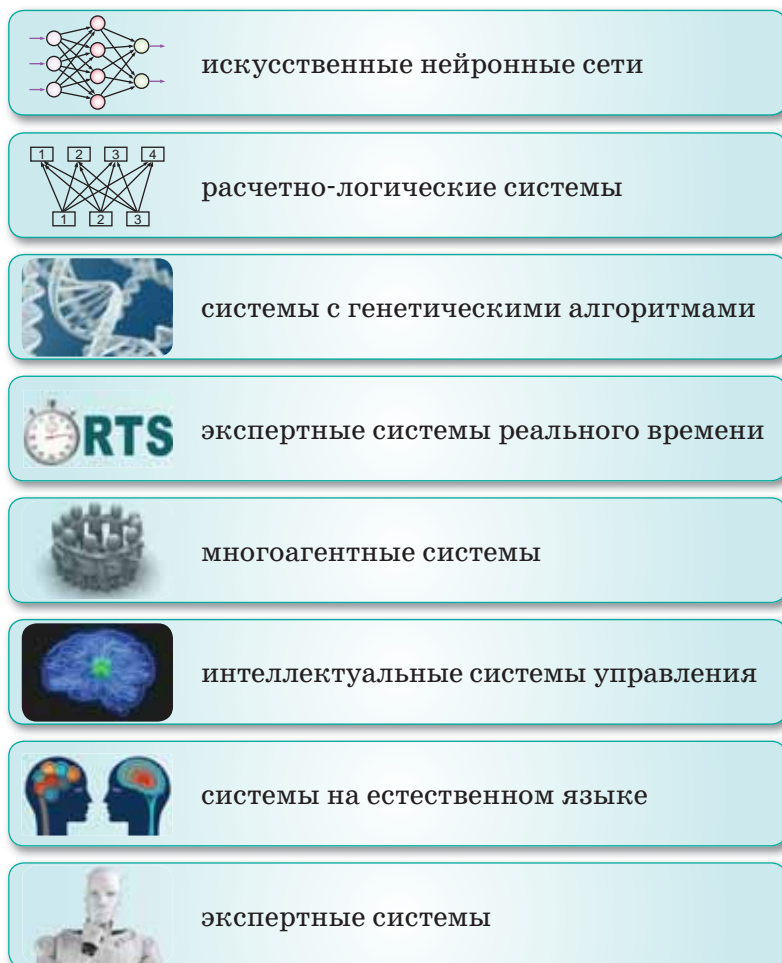 искусственные нейронные сети
1 2 3 4
1 2 3
расчетно-логические системы
системы с генетическими алгоритмами
RTS
экспертные системы реального времени
многоагентные системы
интеллектуальные системы управления
системы на естественном языке
экспертные системы